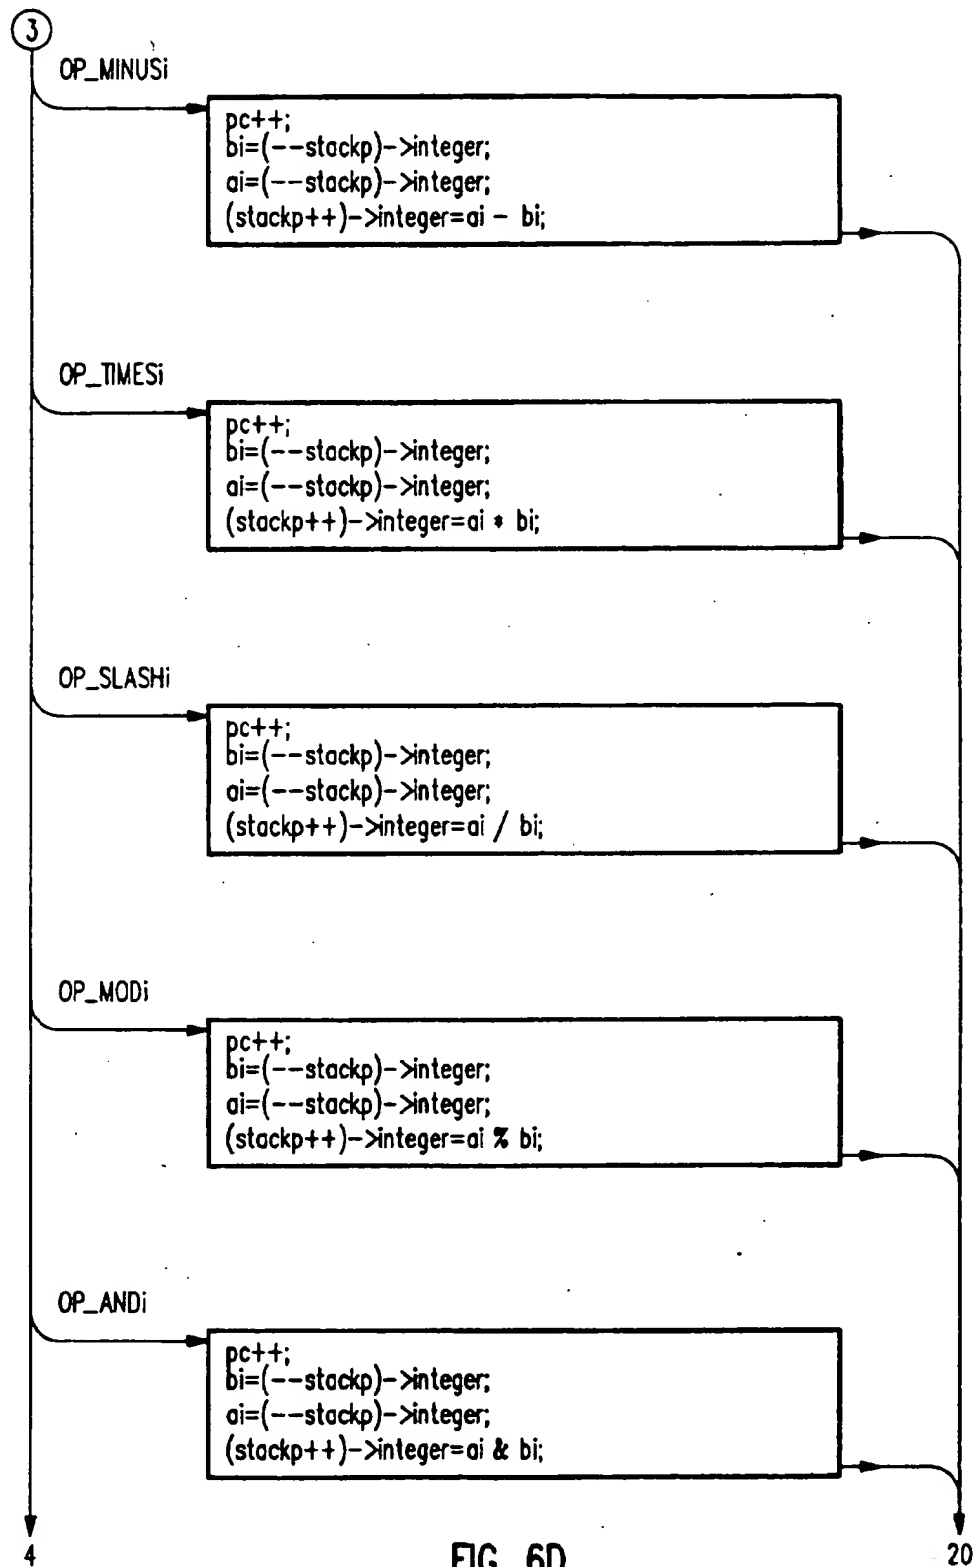 3
OP_MINUSi
pc++;
bi=(--stackp)->integer;
ai=(--stackp)->integer;
(stackp++)->integer=ai - bi;
OP_TIMESi
pc++;
bi=(--stackp)->integer;
ai=(--stackp)->integer;
(stackp++)->integer=ai * bi;
OP_SLASHi
pc++;
bi=(--stackp)->integer;
ai=(--stackp)->integer;
(stackp++)->integer=ai / bi;
OP_MODi
pc++;
bi=(--stackp)->integer;
ai=(--stackp)->integer;
(stackp++)->integer=ai % bi;
OP_ANDi
pc++;
bi=(--stackp)->integer;
ai=(--stackp)->integer;
(stackp++)->integer=ai & bi;
4
FIG. 6D
20